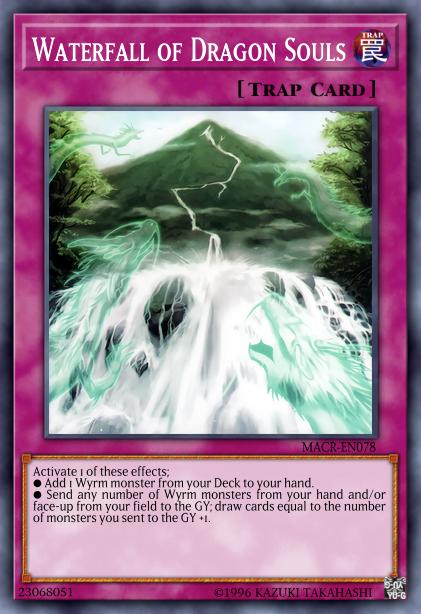 WATERFALL OF DRAGON SOULS
TRAP
罠
[TRAP CARD]
MACR-EN078
Activate 1 of these effects;
● Add 1 Wyrm monster from your Deck to your hand.
● Send any number of Wyrm monsters from your hand and/or
face-up from your field to the GY; draw cards equal to the number
of monsters you sent to the GY +1.
23068051
©1996 KAZUKI TAKAHASHI